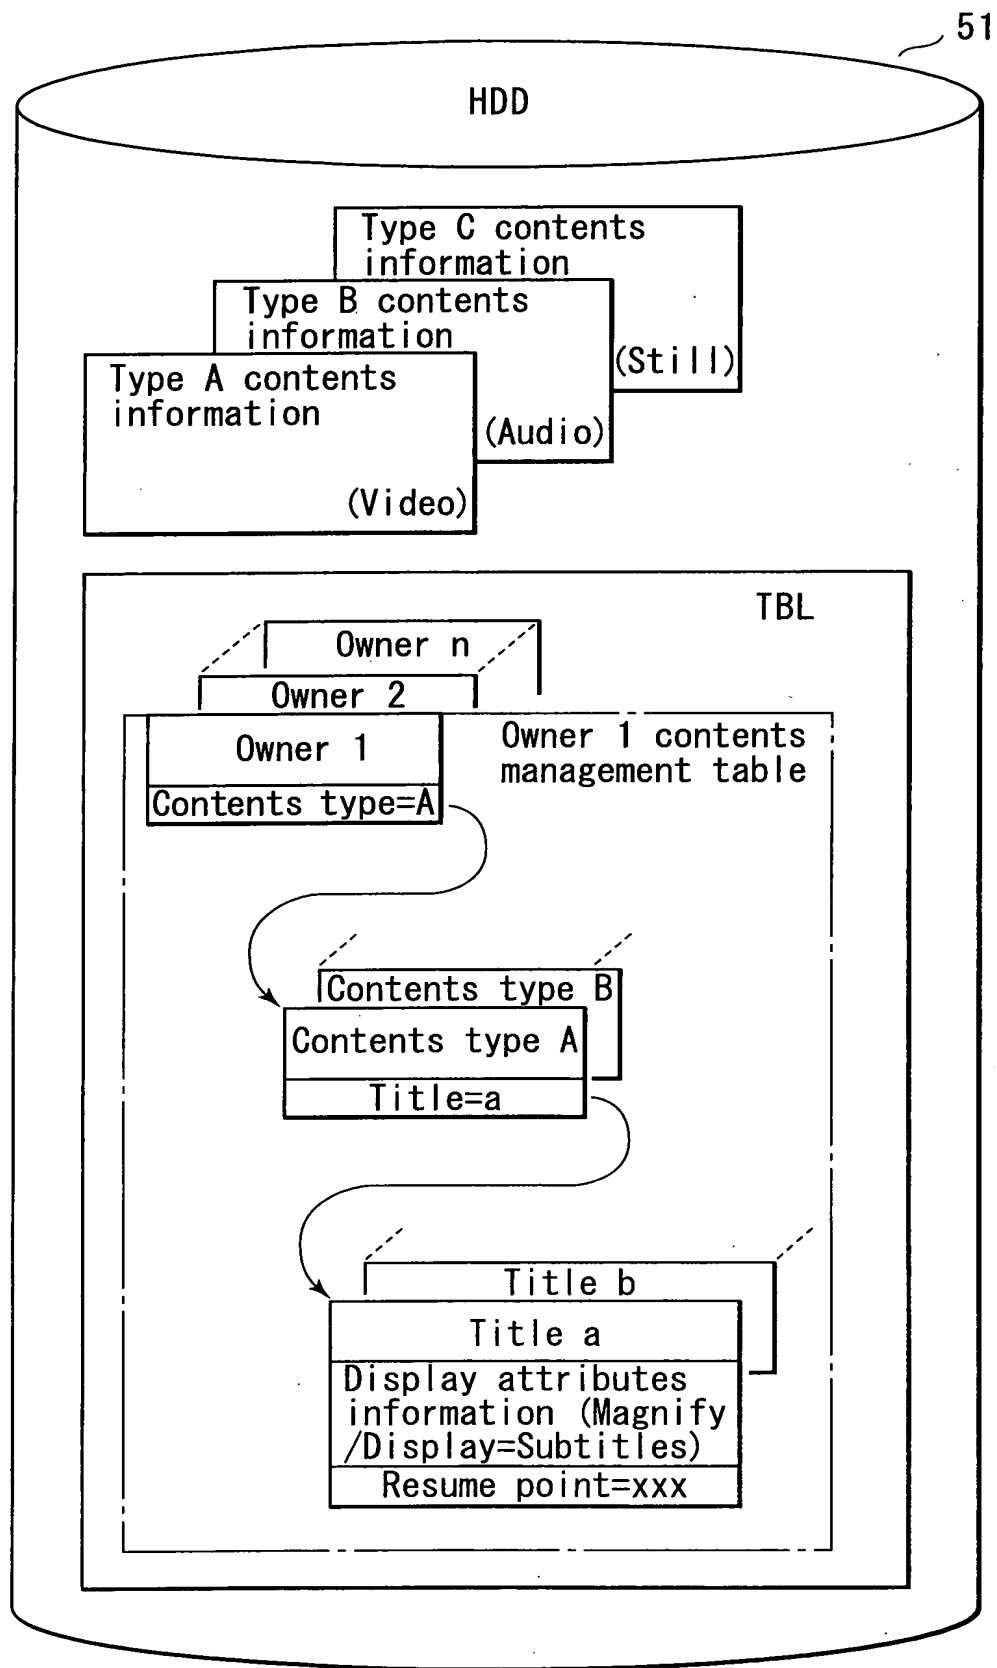 51
HDD
Type C contents
information
(Still)
Type B contents
information
(Audio)
Type A contents
information
(Video)
TBL
Owner n
Owner 2
Owner 1
Contents type=A
Owner 1 contents
management table
Contents type B
Contents type A
Title=a
Title b
Title a
Display attributes
information (Magnify
/Display=Subtitles)
Resume point=xxx